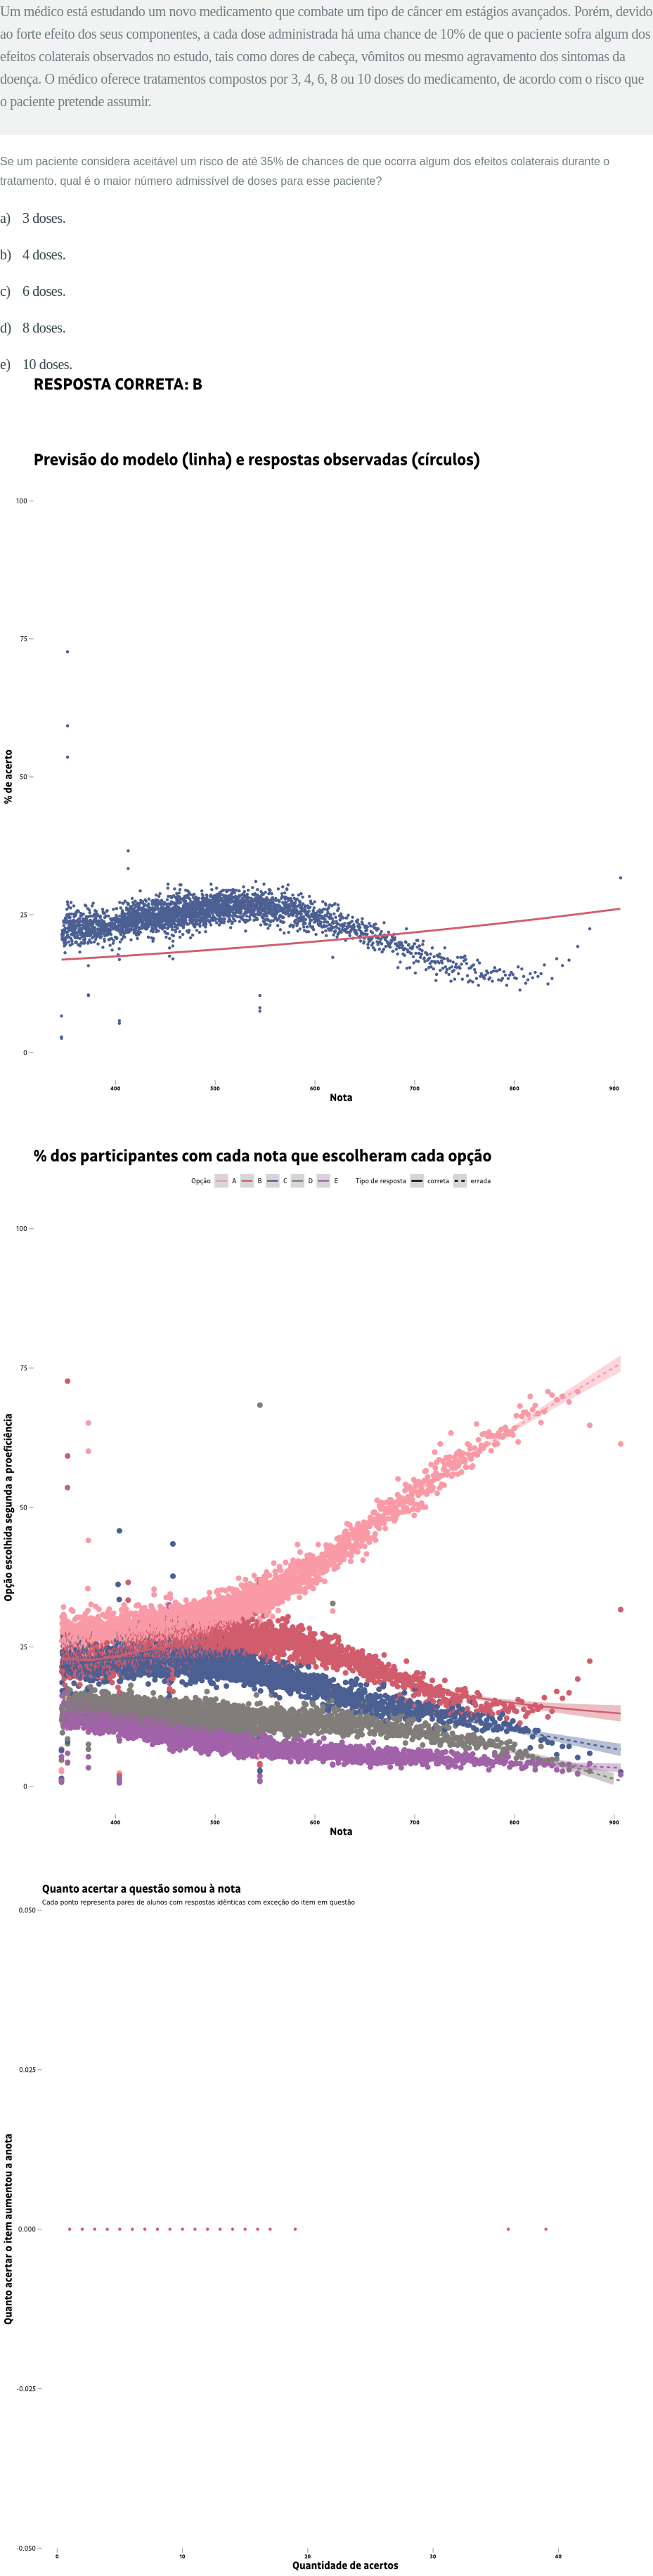 Um médico está estudando um novo medicamento que combate um tipo de câncer em estágios avançados. Porém, devido
ao forte efeito dos seus componentes, a cada dose administrada há uma chance de 10% de que o paciente sofra algum dos
efeitos colaterais observados no estudo, tais como dores de cabeça, vômitos ou mesmo agravamento dos sintomas da
doença. O médico oferece tratamentos compostos por 3, 4, 6, 8 ou 10 doses do medicamento, de acordo com o risco que
o paciente pretende assumir.
Se um paciente considera aceitável um risco de até 35% de chances de que ocorra algum dos efeitos colaterais durante o
tratamento, qual é o maior número admissível de doses para esse paciente?
a) 3 doses.
b) 4 doses.
c) 6 doses.
d) 8 doses.
e) 10 doses.
RESPOSTA CORRETA: B
Previsão do modelo (linha) e respostas observadas (círculos)
100
75
50
25
0
% de acerto
400 500 600 700 800 900
Nota
% dos participantes com cada nota que escolheram cada opção
Opção A B C D E Tipo de resposta correta errada
100
75
50
25
0
Opção escolhida segunda a proeficiência
400 500 600 700 800 900
Nota
Quanto acertar a questão somou à nota
Cada ponto representa pares de alunos com respostas idênticas com exceção do item em questão
0.050
0.025
0.000
-0.025
-0.050
Quanto acertar o item aumentou a anota
0 10 20 30 40
Quantidade de acertos